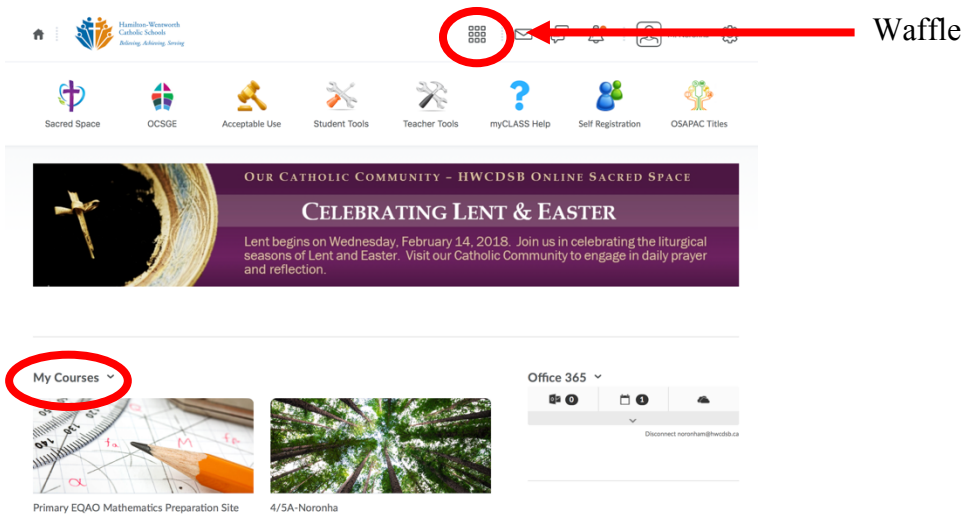 Hamilton-Wentworth
Catholic Schools
Believing, Achieving, Serving
Waffle
Sacred Space
OCSGE
Acceptable Use
Student Tools
Teacher Tools
myCLASS Help
Self Registration
OSAPAC Titles
OUR CATHOLIC COMMUNITY – HWCDSB ONLINE SACRED SPACE
CELEBRATING LENT & EASTER
Lent begins on Wednesday, February 14, 2018. Join us in celebrating the liturgical
seasons of Lent and Easter. Visit our Catholic Community to engage in daily prayer
and reflection.
My Courses
Office 365
0 1
Disconnect noronham@hwcdsb.ca
Primary EQAO Mathematics Preparation Site
4/5A-Noronha